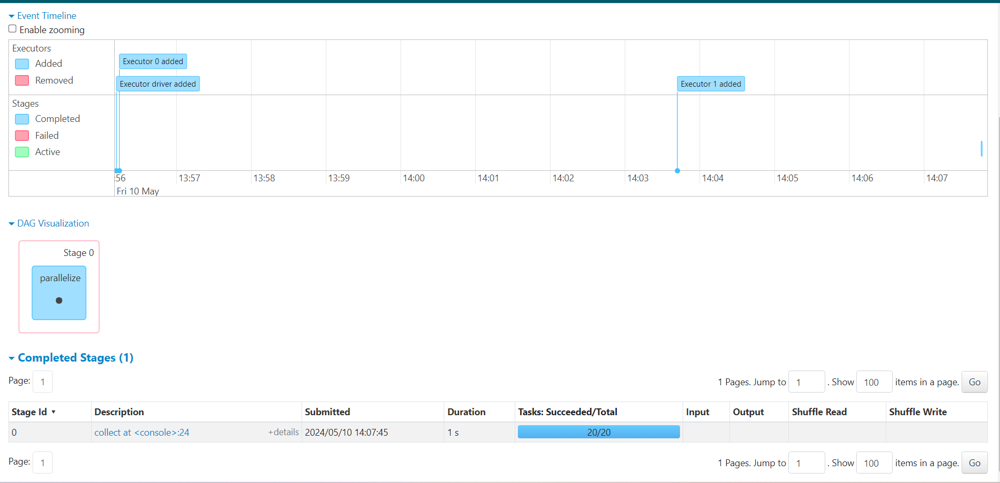 Event Timeline
Enable zooming
Executors
Added
Removed
Executor 0 added
Executor driver added
Executor 1 added
Stages
Completed
Failed
Active
:56 13:57 13:58 13:59 14:00 14:01 14:02 14:03 14:04 14:05 14:06 14:07
Fri 10 May
DAG Visualization
Stage 0
parallelize
Completed Stages (1)
Page: 1 1 Pages. Jump to 1 . Show 100 items in a page. Go
Stage Id ▾ Description Submitted Duration Tasks: Succeeded/Total Input Output Shuffle Read Shuffle Write
0 collect at <console>:24 +details 2024/05/10 14:07:45 1 s 20/20
Page: 1 1 Pages. Jump to 1 . Show 100 items in a page. Go